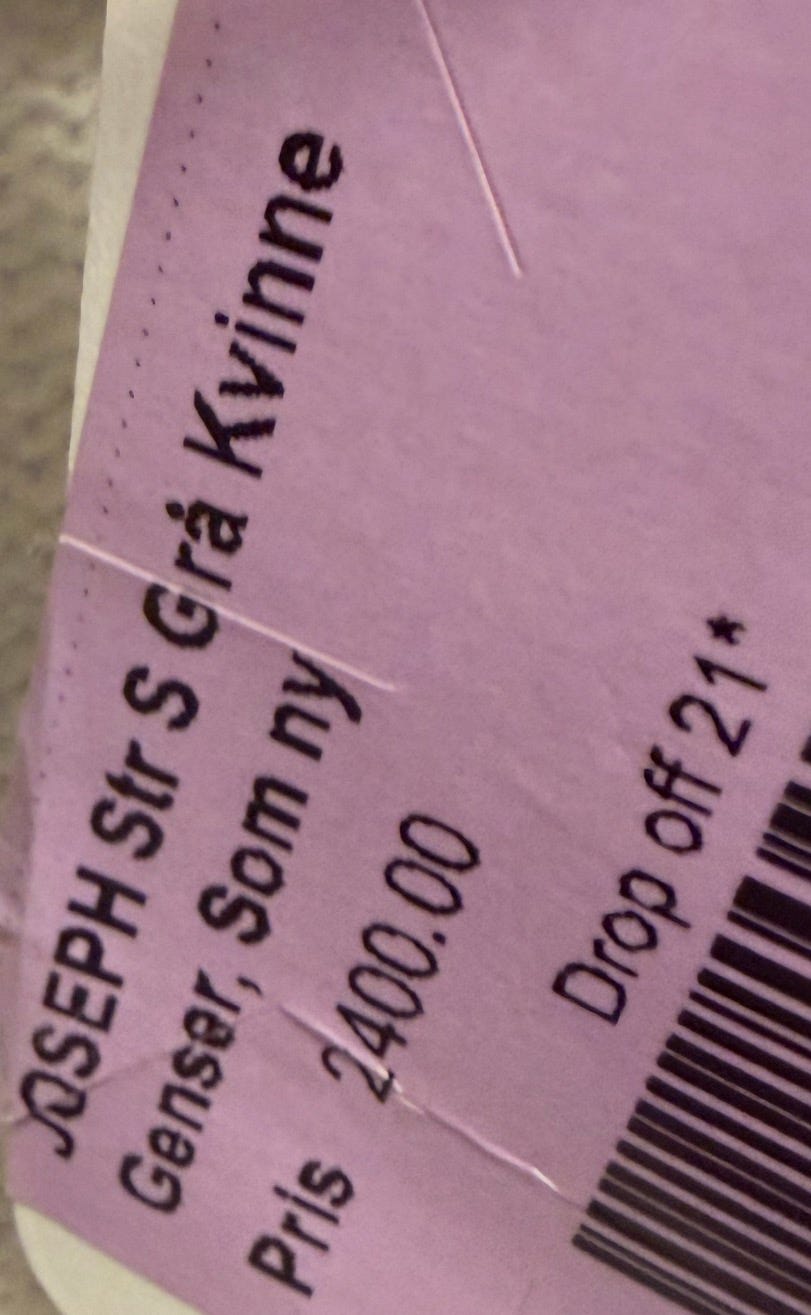 JOSEPH Str S Grå Kvinne
Genser, Som ny
Pris 2400.00
Drop off 21*